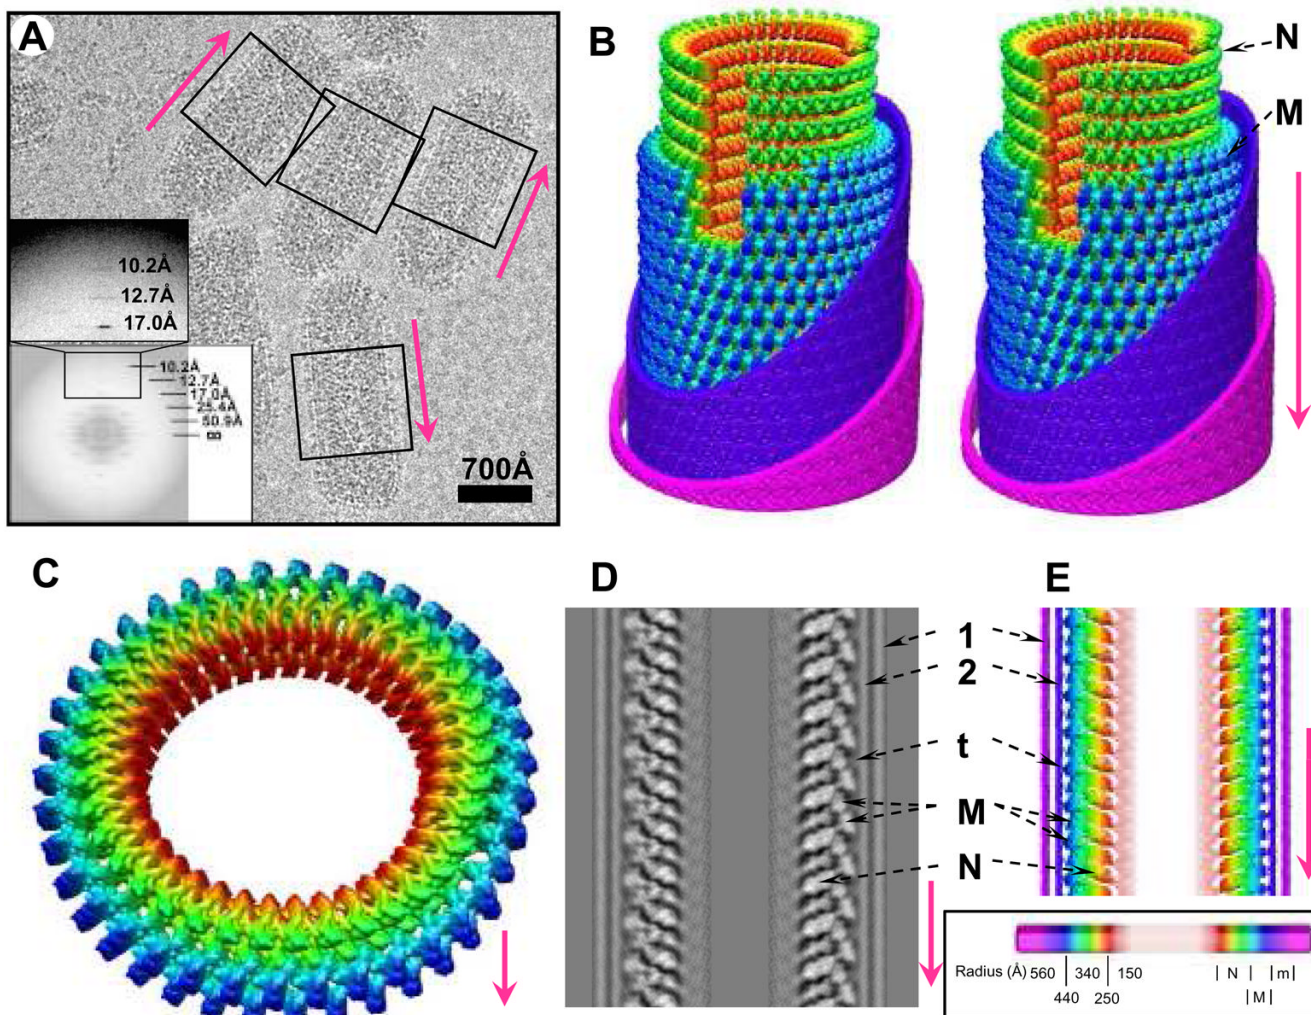 A
10.2Å
12.7Å
17.0Å
10.2Å
12.7Å
17.0Å
25.4Å
50.9Å
∞
700Å
B
N
M
C
D
E
1
2
t
M
N
Radius (Å) 560 | 340 | 150
440 250
| N | | m |
| M |